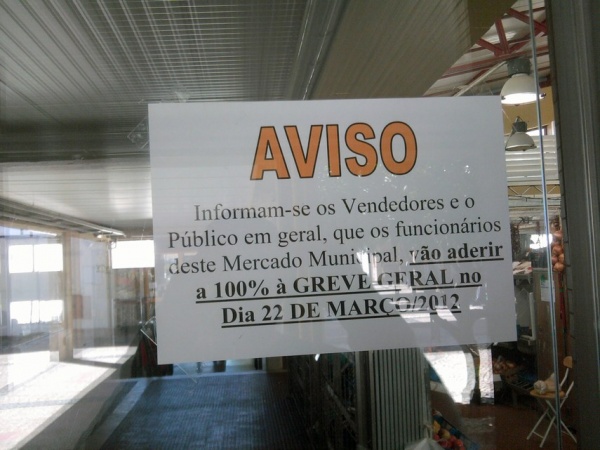 AVISO
Informam-se os Vendedores e o
Público em geral, que os funcionários
deste Mercado Municipal, vão aderir
a 100% à GREVE GERAL no
Dia 22 DE MARÇO/2012